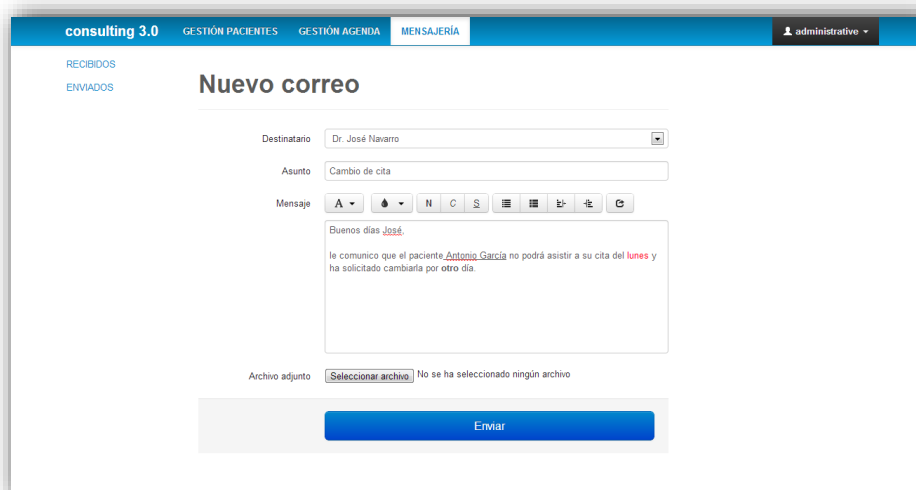 consulting 3.0 GESTIÓN PACIENTES GESTIÓN AGENDA MENSAJERÍA administrative
RECIBIDOS
ENVIADOS
Nuevo correo
Destinatario Dr. José Navarro
Asunto Cambio de cita
Mensaje A N C S
Buenos días José,
le comunico que el paciente Antonio García no podrá asistir a su cita del lunes y
ha solicitado cambiarla por otro día.
Archivo adjunto Seleccionar archivo No se ha seleccionado ningún archivo
Enviar